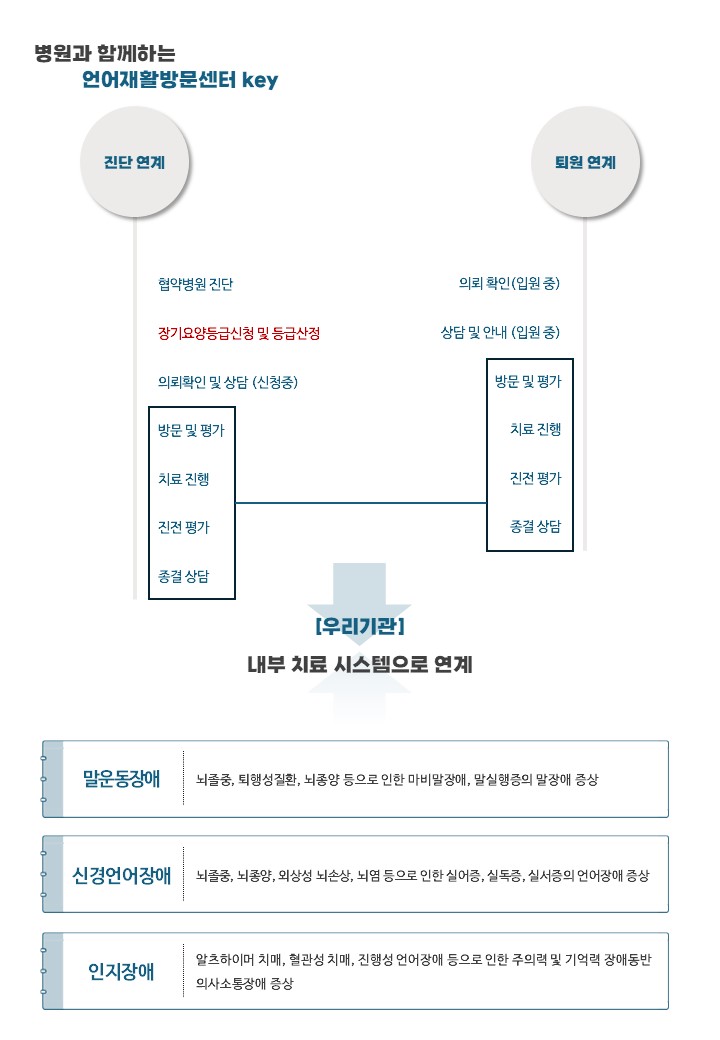 병원과 함께하는
언어재활방문센터 key
진단 연계
퇴원 연계
협약병원 진단
장기요양등급신청 및 등급산정
의뢰확인 및 상담 (신청중)
방문 및 평가
치료 진행
진전 평가
종결 상담
의뢰 확인(입원 중)
상담 및 안내 (입원 중)
방문 및 평가
치료 진행
진전 평가
종결 상담
[우리기관]
내부 치료 시스템으로 연계
말운동장애
뇌졸중, 퇴행성질환, 뇌종양 등으로 인한 마비말장애, 말실행증의 말장애 증상
신경언어장애
뇌졸중, 뇌종양, 외상성 뇌손상, 뇌염 등으로 인한 실어증, 실독증, 실서증의 언어장애 증상
인지장애
알츠하이머 치매, 혈관성 치매, 진행성 언어장애 등으로 인한 주의력 및 기억력 장애동반
의사소통장애 증상